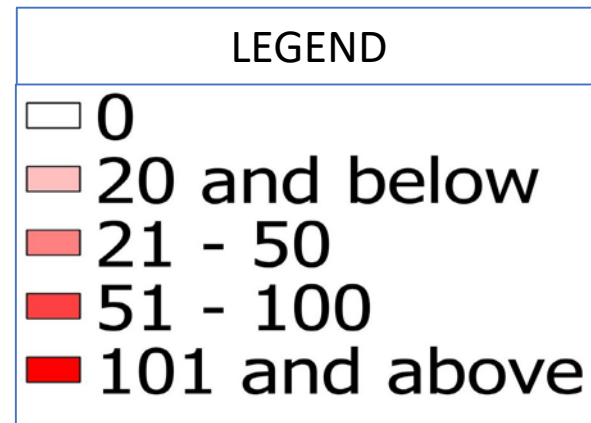 LEGEND
0
20 and below
21 - 50
51 - 100
101 and above